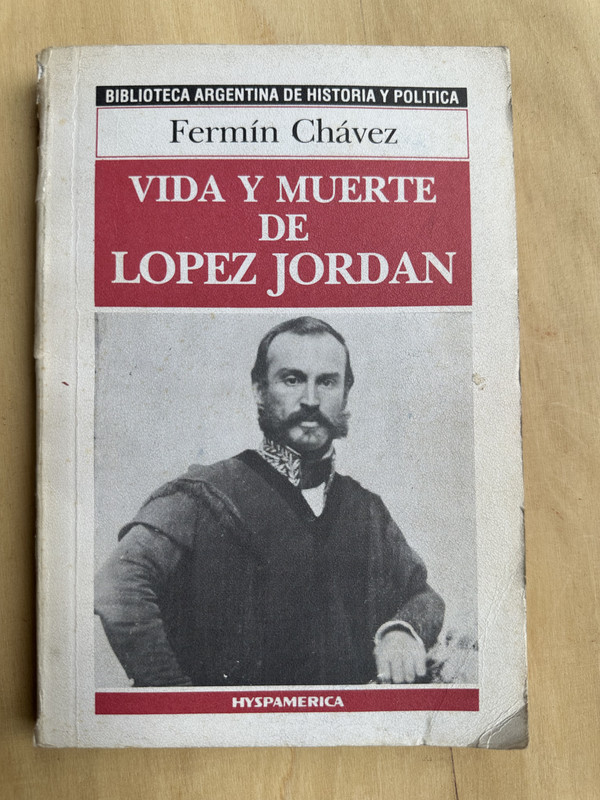 BIBLIOTECA ARGENTINA DE HISTORIA Y POLITICA
Fermín Chávez
VIDA Y MUERTE
DE
LOPEZ JORDAN
HYSPAMERICA